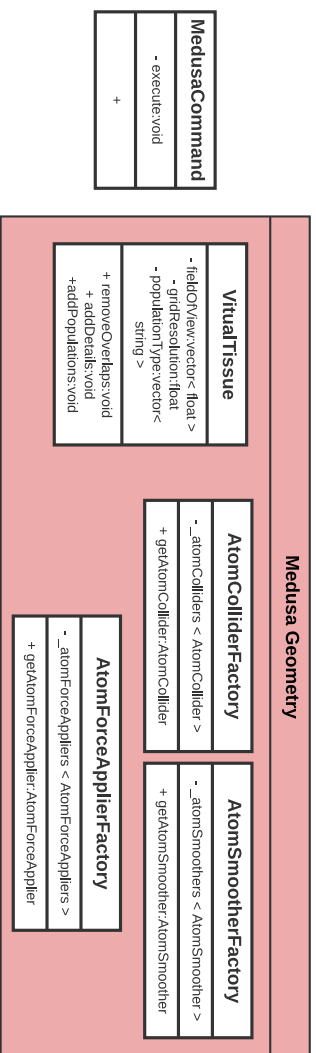 MedusaCommand
- execute:void
+
Medusa Geometry
VitualTissue
- fieldOfView:vector< float >
- gridResolution:float
- populationType:vector<
string >
+ removeOverlaps:void
+ addDetails:void
+addPopulations:void
AtomColliderFactory
- _atomColliders < AtomCollider >
+ getAtomCollider:AtomCollider
AtomSmootherFactory
- _atomSmoothers < AtomSmoother >
+ getAtomSmoother:AtomSmoother
AtomForceApplierFactory
- _atomForceAppliers < AtomForceAppliers >
+ getAtomForceApplier:AtomForceApplier